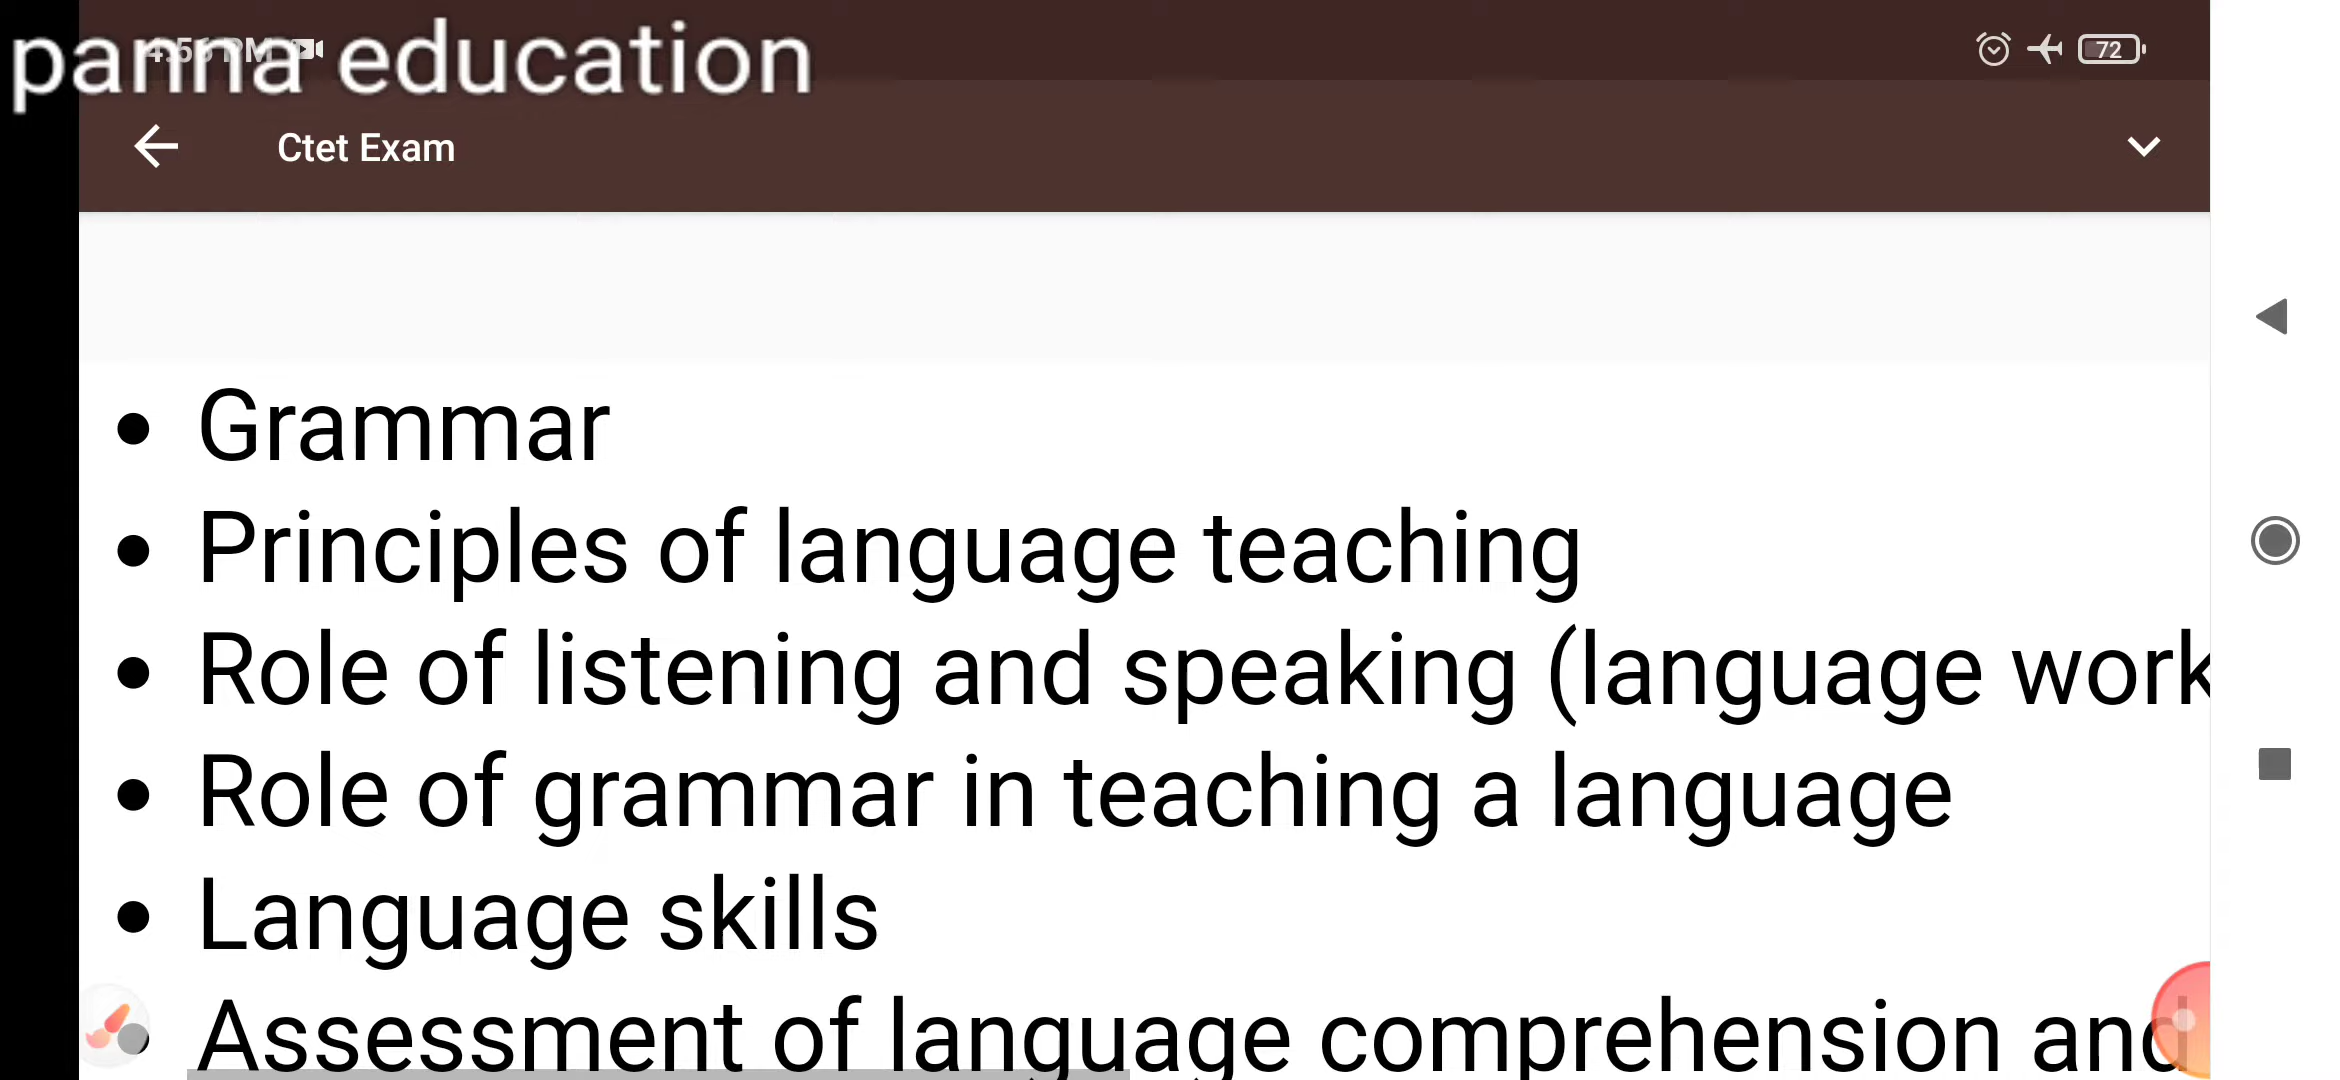 panna education
72
Ctet Exam
• Grammar
• Principles of language teaching
• Role of listening and speaking (language work
• Role of grammar in teaching a language
• Language skills
• Assessment of language comprehension and